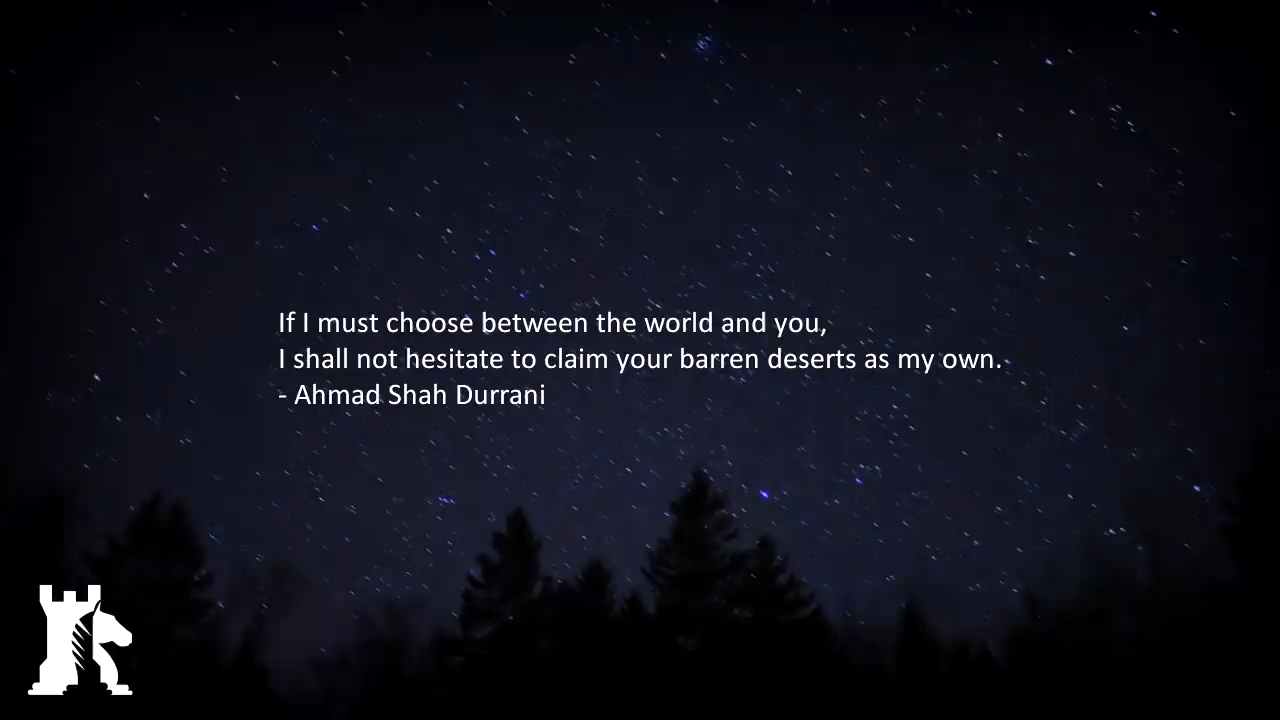 If I must choose between the world and you,
I shall not hesitate to claim your barren deserts as my own.
- Ahmad Shah Durrani